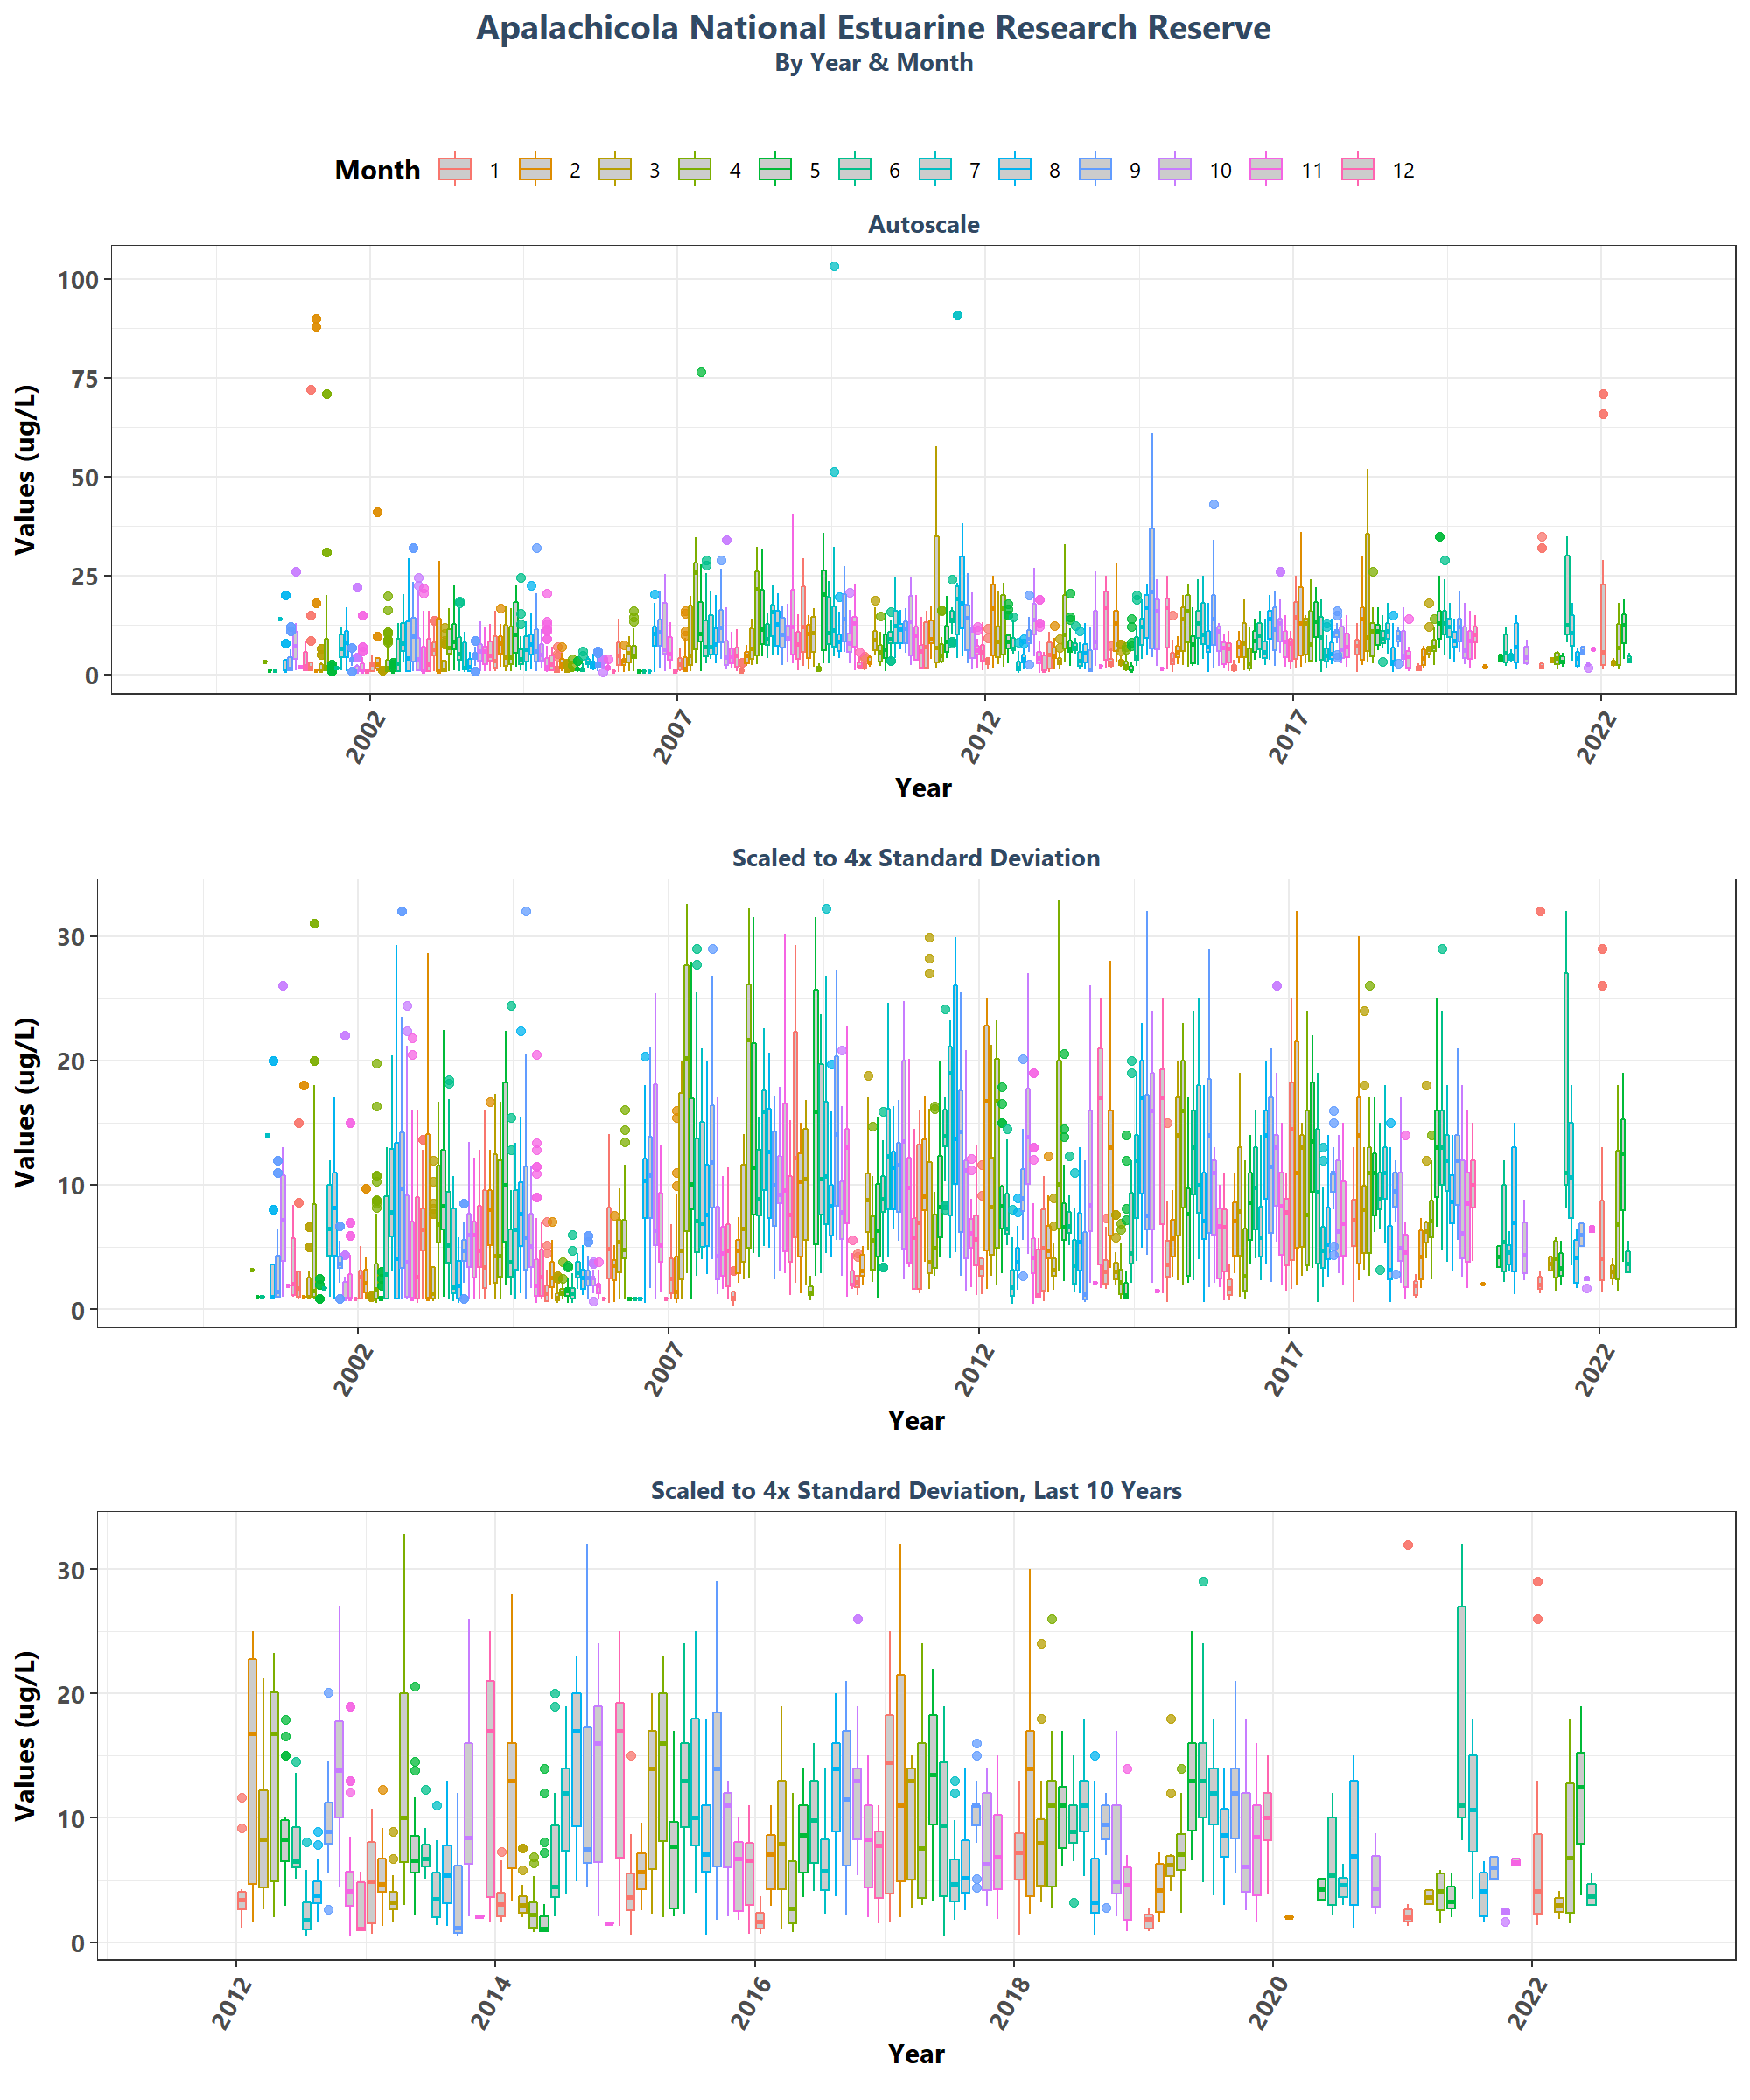 Apalachicola National Estuarine Research Reserve
By Year & Month
Month 1 2 3 4 5 6 7 8 9 10 11 12
Autoscale
Values (ug/L)
100
75
50
25
0
2002 2007 2012 2017 2022
Year
Scaled to 4x Standard Deviation
Values (ug/L)
30
20
10
0
2002 2007 2012 2017 2022
Year
Scaled to 4x Standard Deviation, Last 10 Years
Values (ug/L)
30
20
10
0
2012 2014 2016 2018 2020 2022
Year